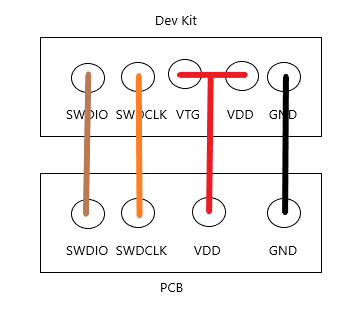 Dev Kit
SWDIO SWDCLK VTG VDD GND
SWDIO SWDCLK VDD GND
PCB